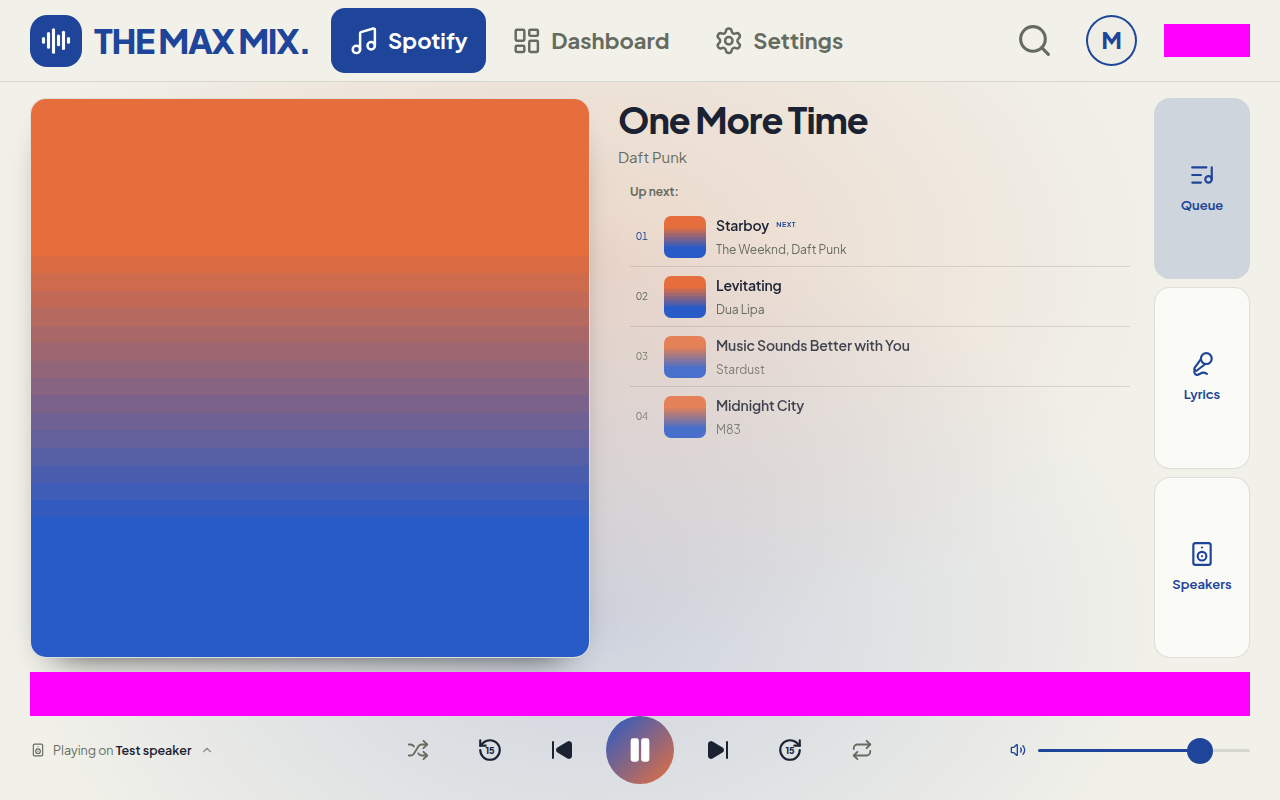 THE MAX MIX.
Spotify
Dashboard
Settings
M
One More Time
Daft Punk
Up next:
01
Starboy NEXT
The Weeknd, Daft Punk
02
Levitating
Dua Lipa
03
Music Sounds Better with You
Stardust
04
Midnight City
M83
Queue
Lyrics
Speakers
Playing on Test speaker
15
15